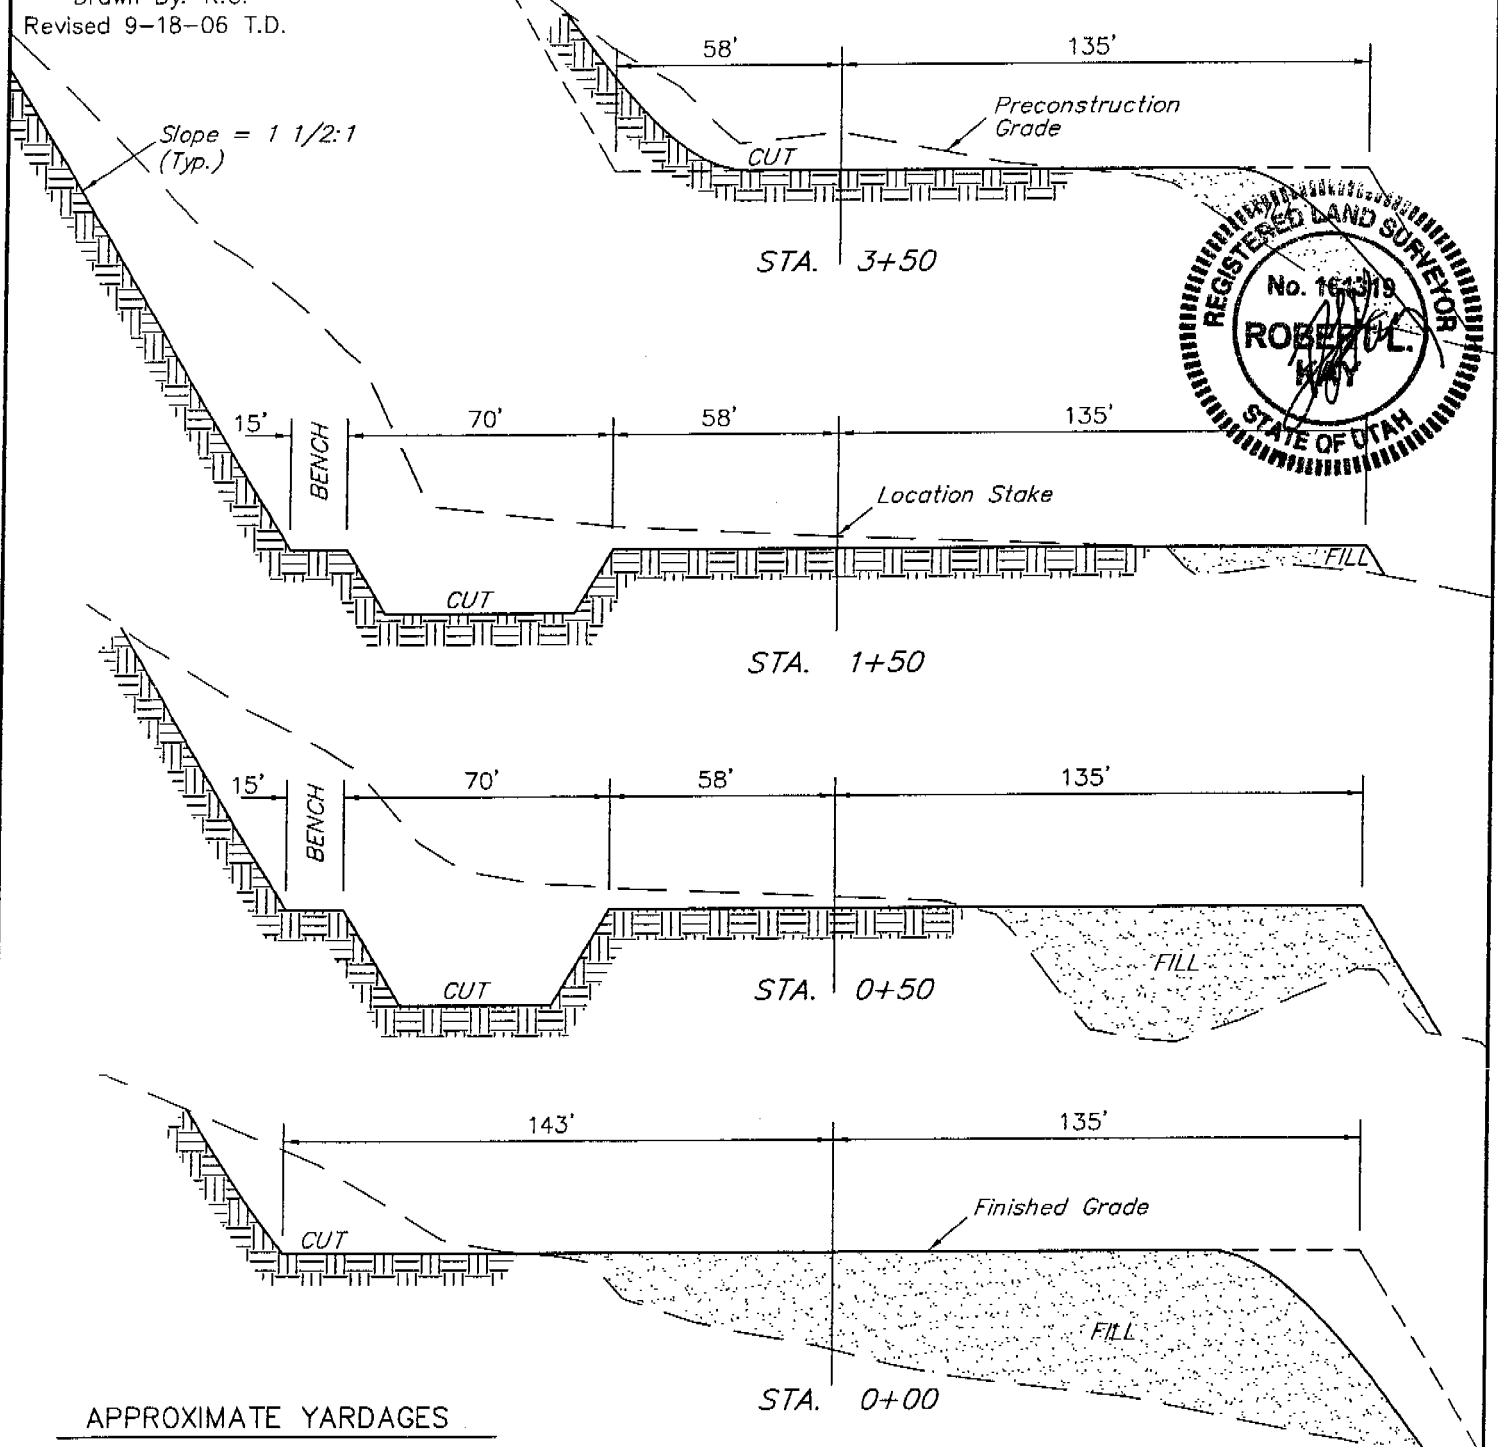 Revised 9-18-06 T.D.
58' 135'
Preconstruction
Grade
Slope = 1 1/2:1
(Typ.)
CUT
STA. 3+50
REGISTERED LAND SURVEYOR
No. 161319
ROBERT L.
KAY
STATE OF UTAH
15' BENCH 70' 58' 135'
Location Stake
CUT
FILL
STA. 1+50
15' BENCH 70' 58' 135'
CUT
FILL
STA. 0+50
143' 135'
Finished Grade
CUT
FILL
STA. 0+00
APPROXIMATE YARDAGES